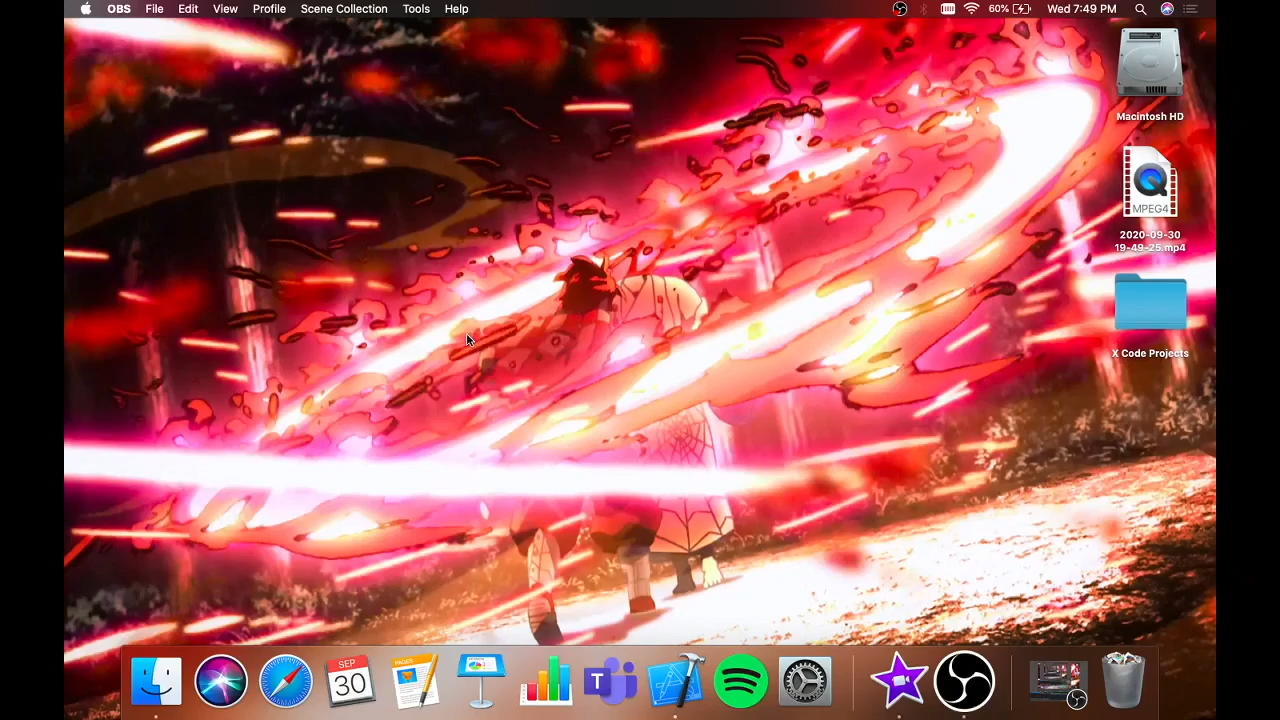 OBS File Edit View Profile Scene Collection Tools Help 60% Wed 7:49 PM
Macintosh HD
MPEG4
2020-09-30
19-49-25.mp4
X Code Projects
SEP
30
PAGES
T